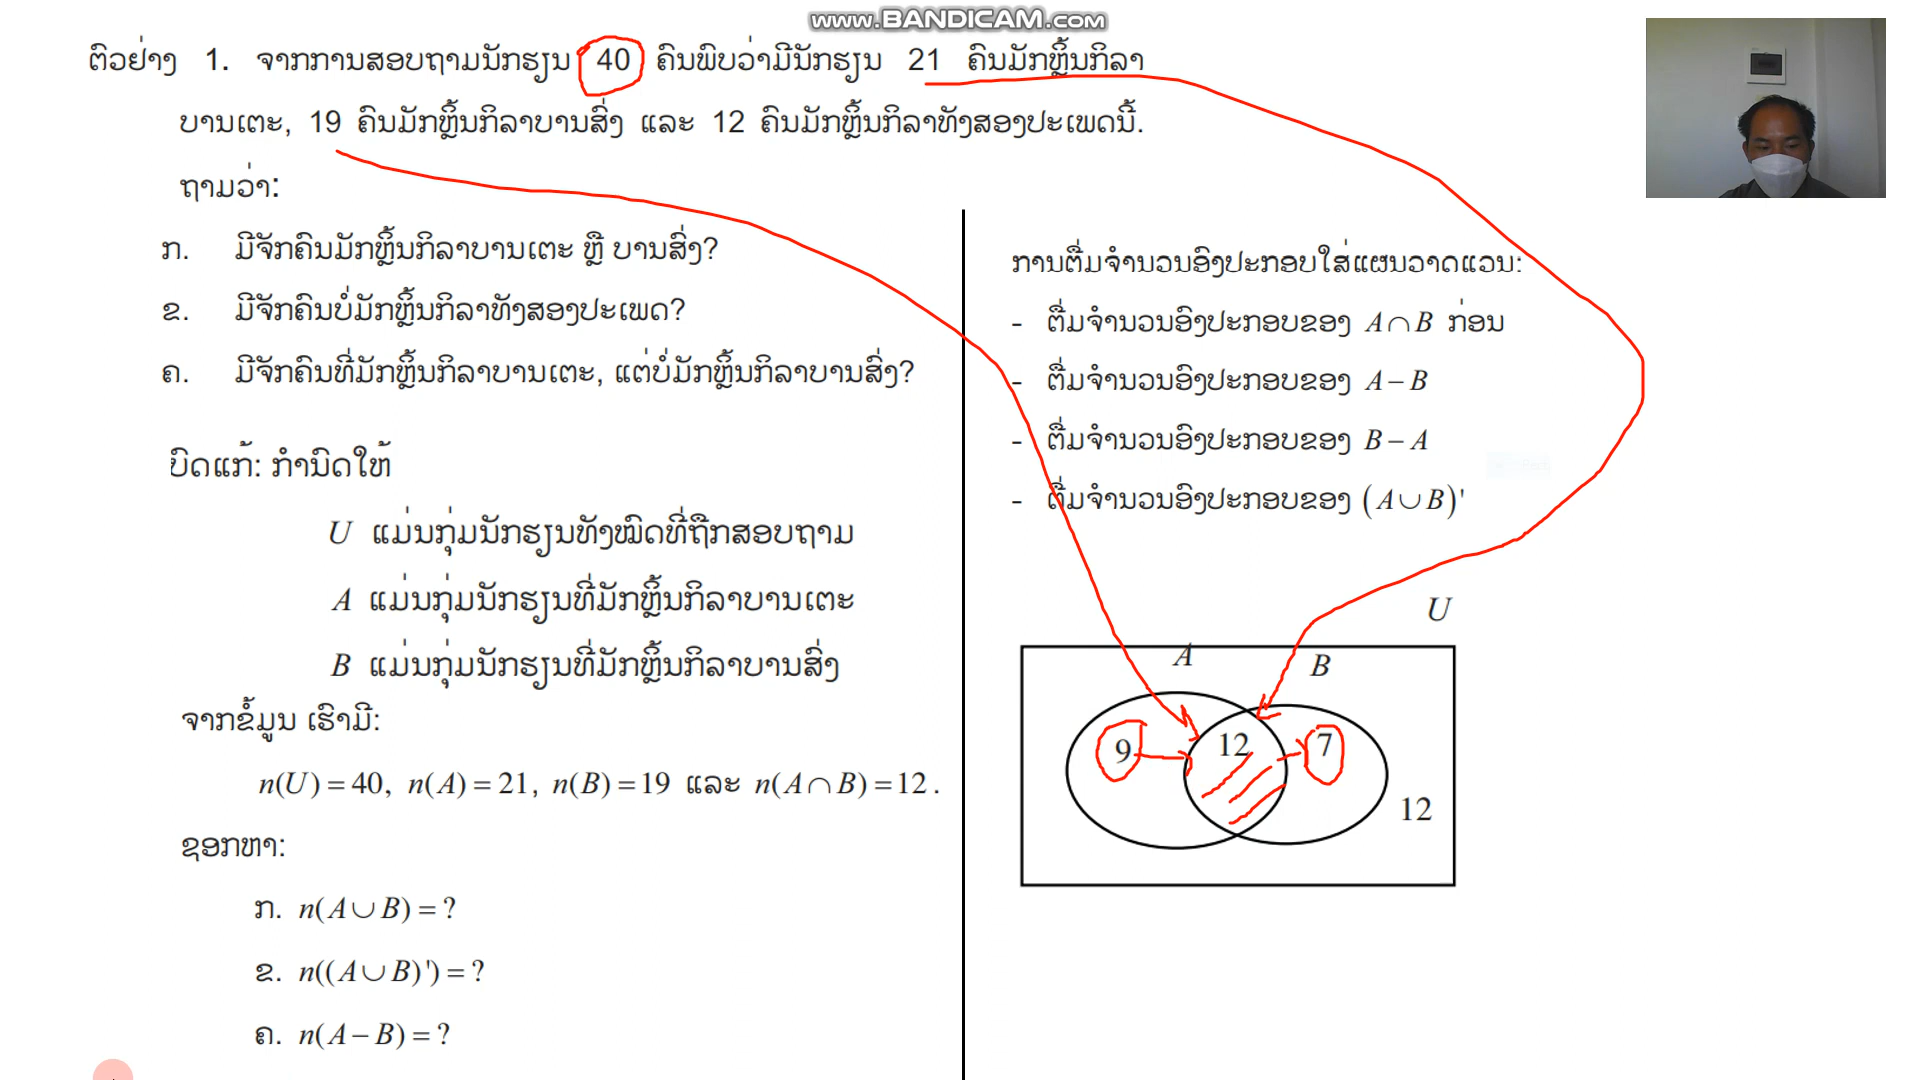 www.BANDICAM.com
ຕົວຢ່າງ 1. ຈາກການສອບຖາມນັກຮຽນ 40 ຄົນພົບວ່າມີນັກຮຽນ 21 ຄົນມັກຫຼິ້ນກິລາ
ບານເຕະ, 19 ຄົນມັກຫຼິ້ນກິລາບານສົ່ງ ແລະ 12 ຄົນມັກຫຼິ້ນກິລາທັງສອງປະເພດນີ້.
ຖາມວ່າ:
ກ. ມີຈັກຄົນມັກຫຼິ້ນກິລາບານເຕະ ຫຼື ບານສົ່ງ?
ຂ. ມີຈັກຄົນບໍ່ມັກຫຼິ້ນກິລາທັງສອງປະເພດ?
ຄ. ມີຈັກຄົນທີ່ມັກຫຼິ້ນກິລາບານເຕະ, ແຕ່ບໍ່ມັກຫຼິ້ນກິລາບານສົ່ງ?
ບົດແກ້: ກຳນົດໃຫ້
U ແມ່ນກຸ່ມນັກຮຽນທັງໝົດທີ່ຖືກສອບຖາມ
A ແມ່ນກຸ່ມນັກຮຽນທີ່ມັກຫຼິ້ນກິລາບານເຕະ
B ແມ່ນກຸ່ມນັກຮຽນທີ່ມັກຫຼິ້ນກິລາບານສົ່ງ
ຈາກຂໍ້ມູນ ເຮົາມີ:
n(U) = 40, n(A) = 21, n(B) = 19 ແລະ n(A ∩ B) = 12.
ຊອກຫາ:
ກ. n(A ∪ B) = ?
ຂ. n((A ∪ B)') = ?
ຄ. n(A − B) = ?
ການຕື່ມຈຳນວນອົງປະກອບໃສ່ແຜນວາດແວນ:
- ຕື່ມຈຳນວນອົງປະກອບຂອງ A ∩ B ກ່ອນ
- ຕື່ມຈຳນວນອົງປະກອບຂອງ A − B
- ຕື່ມຈຳນວນອົງປະກອບຂອງ B − A
- ຕື່ມຈຳນວນອົງປະກອບຂອງ (A ∪ B)'
U
A B
9 12 7
12